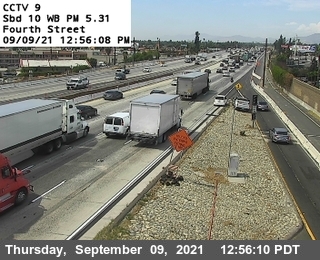 CCTV 9
Sbd 10 WB PM 5.31
Fourth Street
09/09/21 12:56:08 PM
Thursday, September 09, 2021 12:56:10 PDT